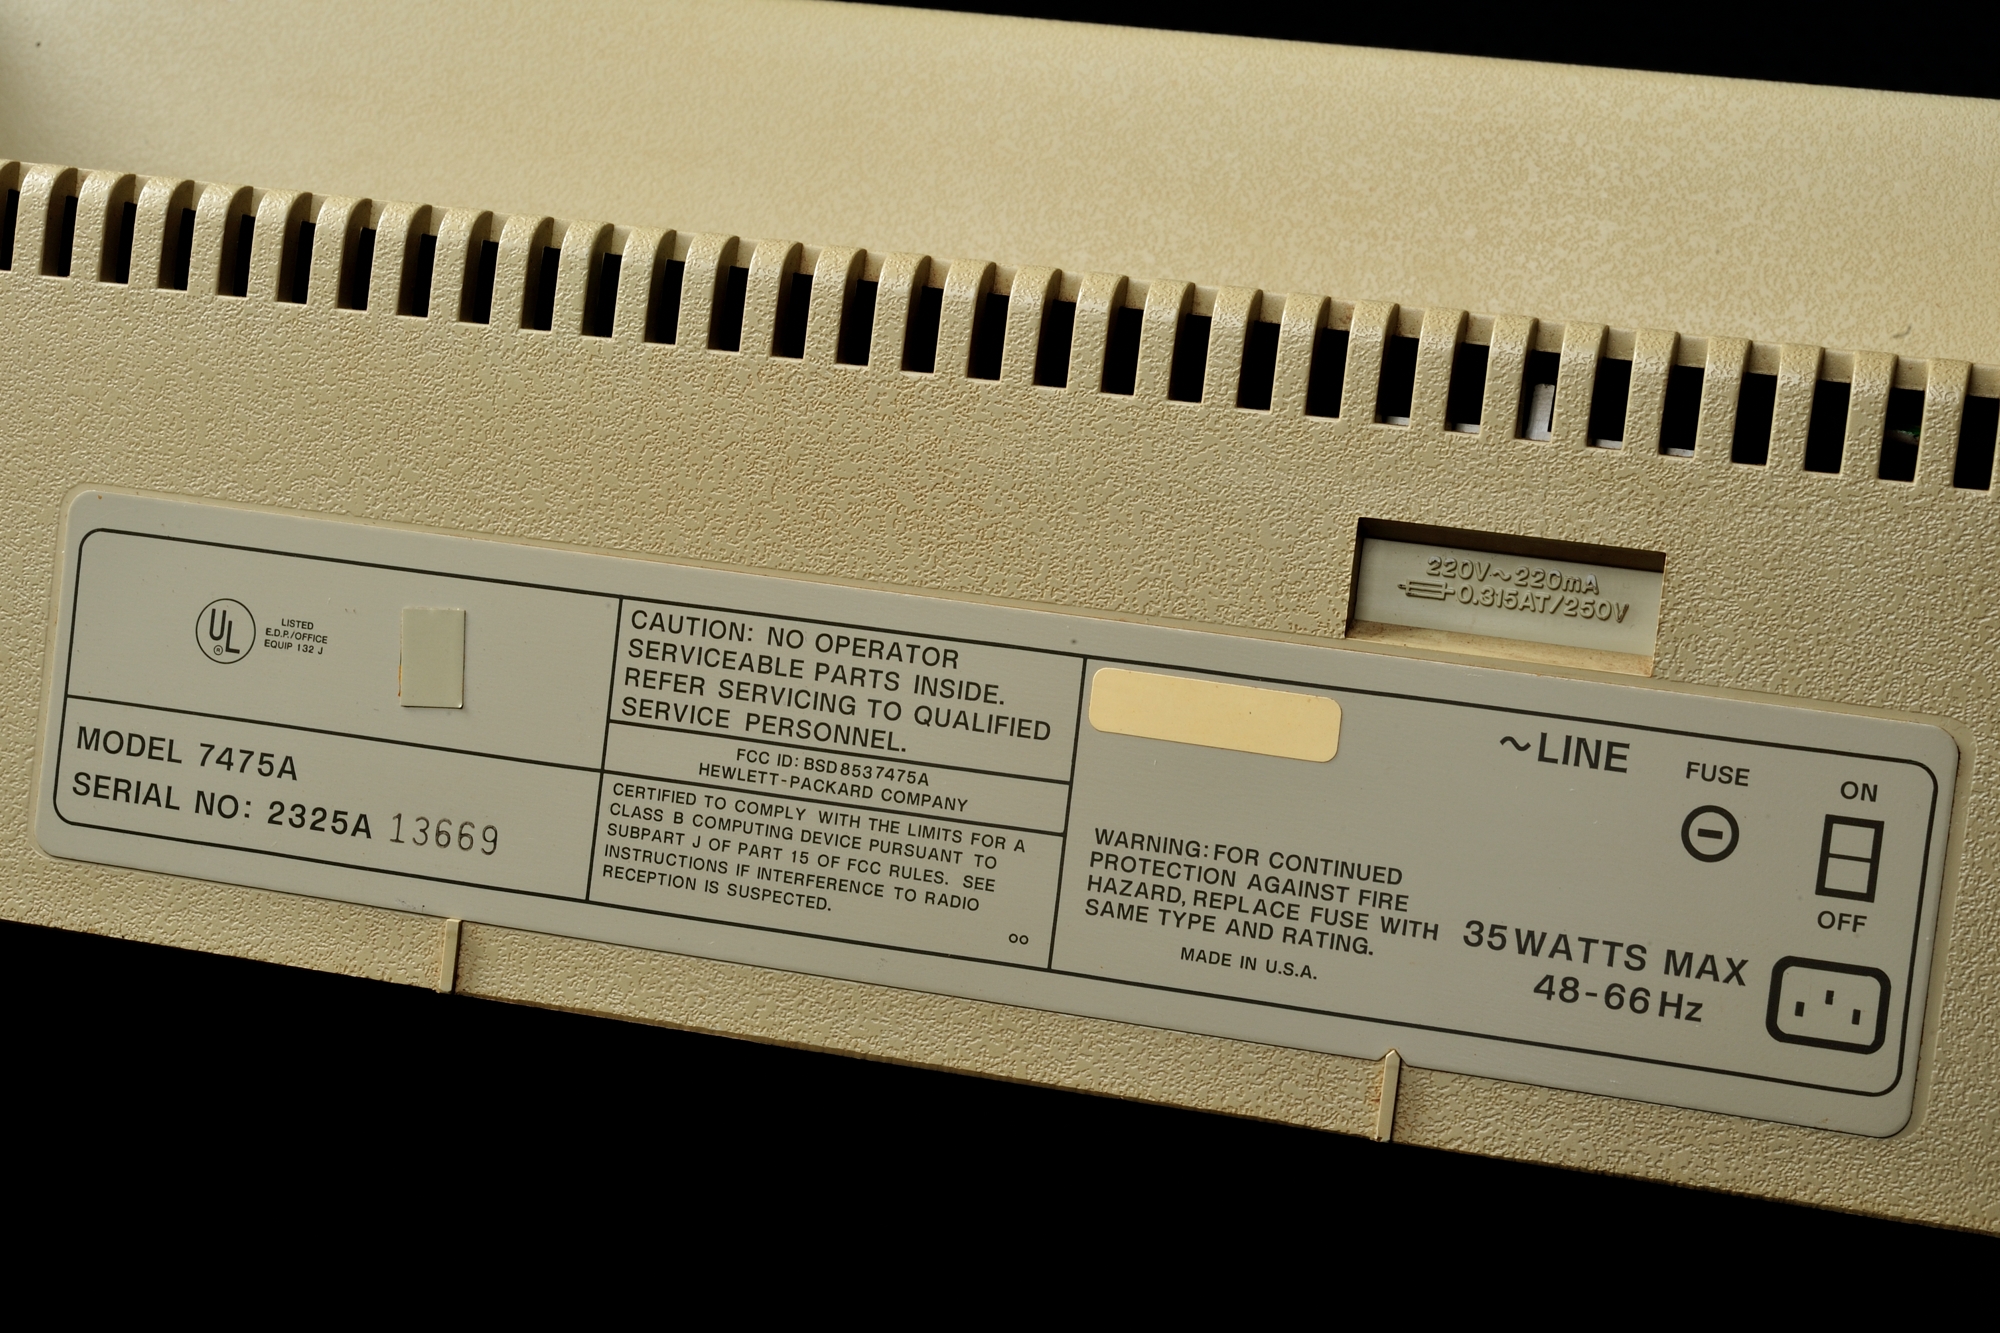 220V~220mA
0.315AT/250V
UL
®
LISTED
E.D.P./OFFICE
EQUIP 132 J
MODEL 7475A
SERIAL NO: 2325A 13669
CAUTION: NO OPERATOR
SERVICEABLE PARTS INSIDE.
REFER SERVICING TO QUALIFIED
SERVICE PERSONNEL.
FCC ID: BSD8537475A
HEWLETT-PACKARD COMPANY
CERTIFIED TO COMPLY WITH THE LIMITS FOR A
CLASS B COMPUTING DEVICE PURSUANT TO
SUBPART J OF PART 15 OF FCC RULES. SEE
INSTRUCTIONS IF INTERFERENCE TO RADIO
RECEPTION IS SUSPECTED.
OO
~LINE
FUSE
ON
OFF
WARNING: FOR CONTINUED
PROTECTION AGAINST FIRE
HAZARD, REPLACE FUSE WITH
SAME TYPE AND RATING.
MADE IN U.S.A.
35 WATTS MAX
48-66 Hz